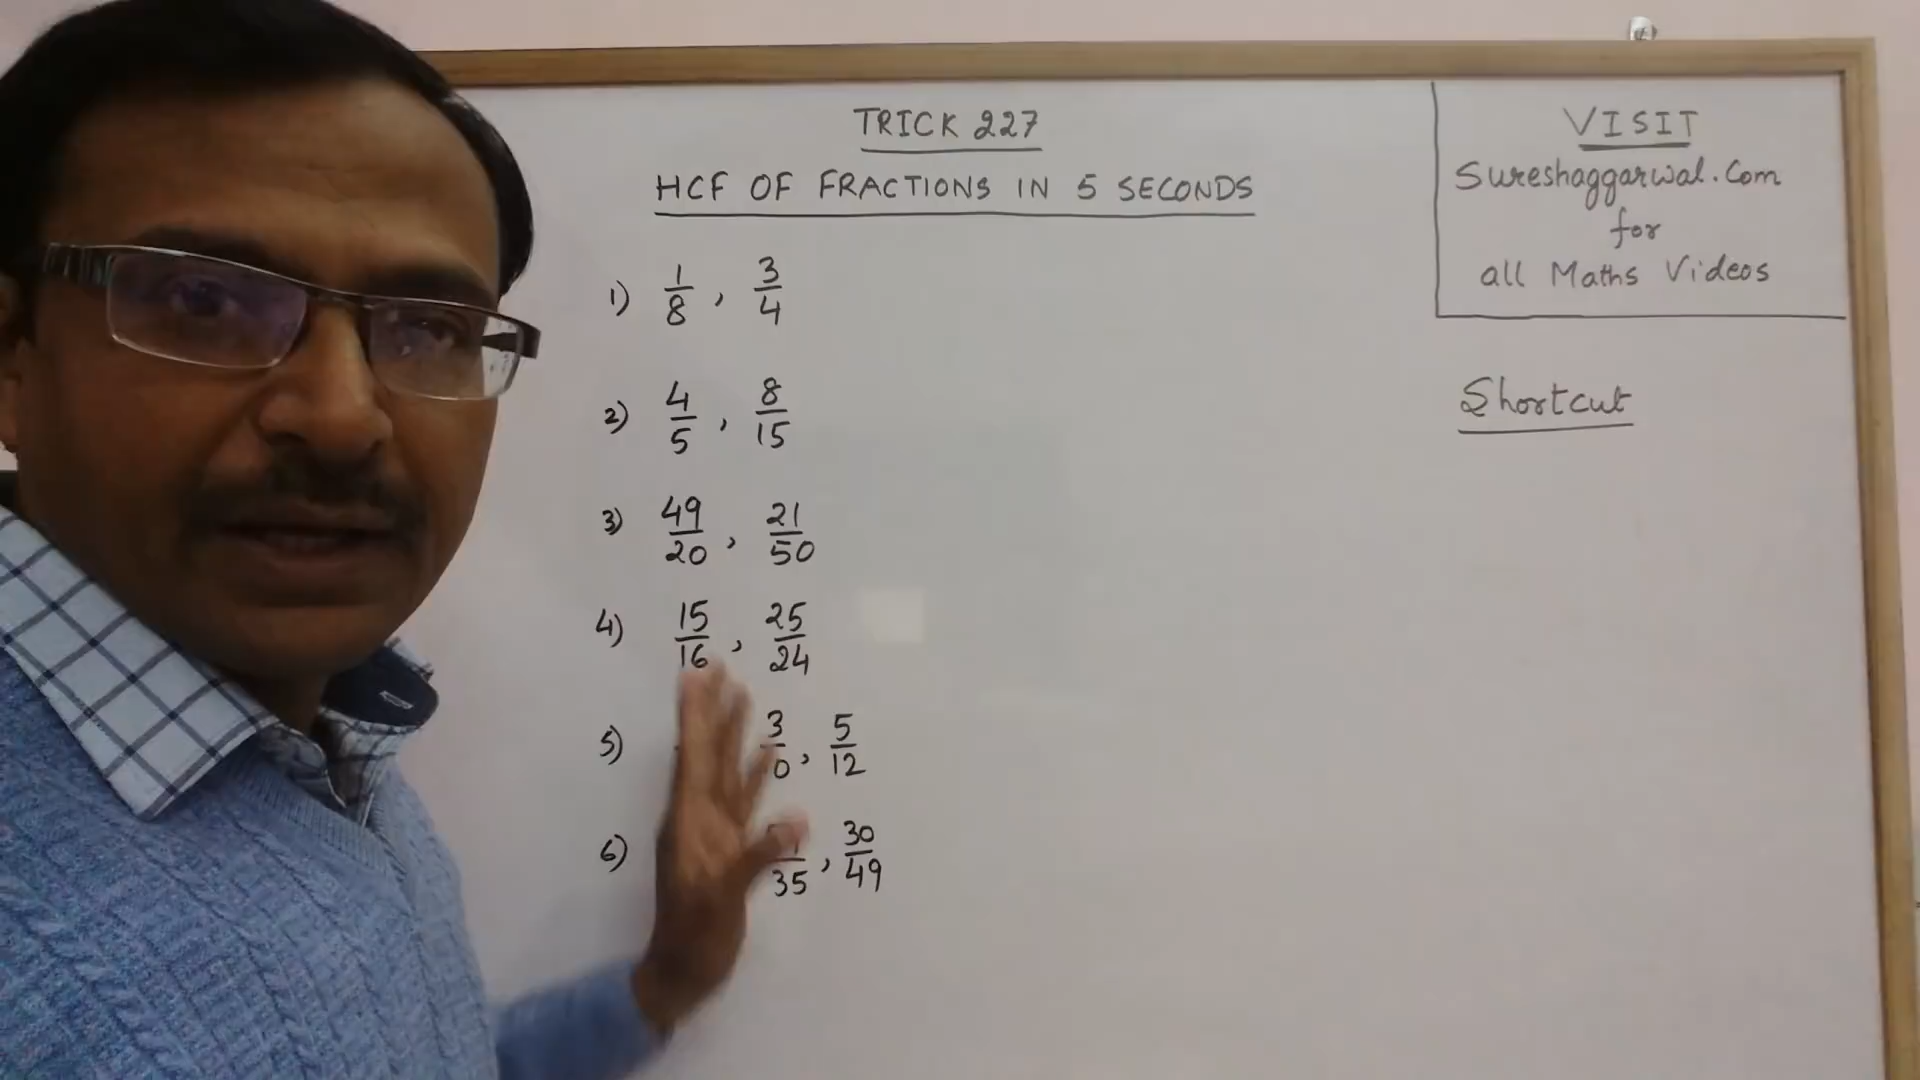 TRICK 227
HCF OF FRACTIONS IN 5 SECONDS
1) 1/8 , 3/4
2) 4/5 , 8/15
3) 49/20 , 21/50
4) 15/16 , 25/24
5) 3/ , 5/12
6) /35 , 30/49
VISIT
Sureshaggarwal.Com
for
all Maths Videos
Shortcut